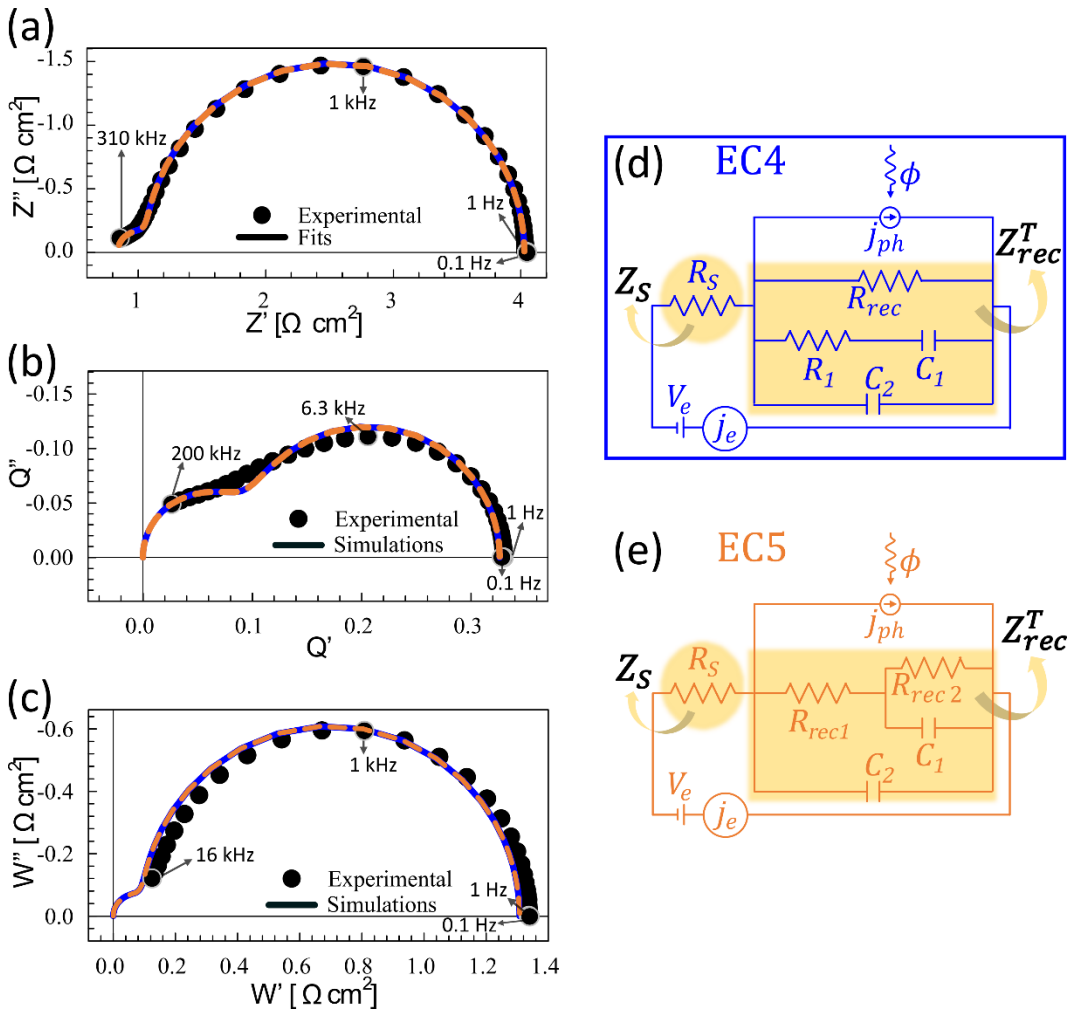 (a)
-1.5
-1.0
-0.5
0.0
Z'' [Ω cm²]
310 kHz
1 kHz
1 Hz
0.1 Hz
Experimental
Fits
1
2
3
4
Z' [Ω cm²]
(b)
-0.15
-0.10
-0.05
0.00
Q''
200 kHz
6.3 kHz
1 Hz
0.1 Hz
Experimental
Simulations
0.0
0.1
0.2
0.3
Q'
(c)
-0.6
-0.4
-0.2
0.0
W'' [Ω cm²]
16 kHz
1 kHz
1 Hz
0.1 Hz
Experimental
Simulations
0.0 0.2 0.4 0.6 0.8 1.0 1.2 1.4
W' [Ω cm²]
(d) EC4
ϕ
j_ph
Z_S
R_S
Z_rec^T
R_rec
R_1
C_1
C_2
V_e
j_e
(e) EC5
ϕ
j_ph
Z_S
R_S
Z_rec^T
R_rec 2
R_rec1
C_1
C_2
V_e
j_e